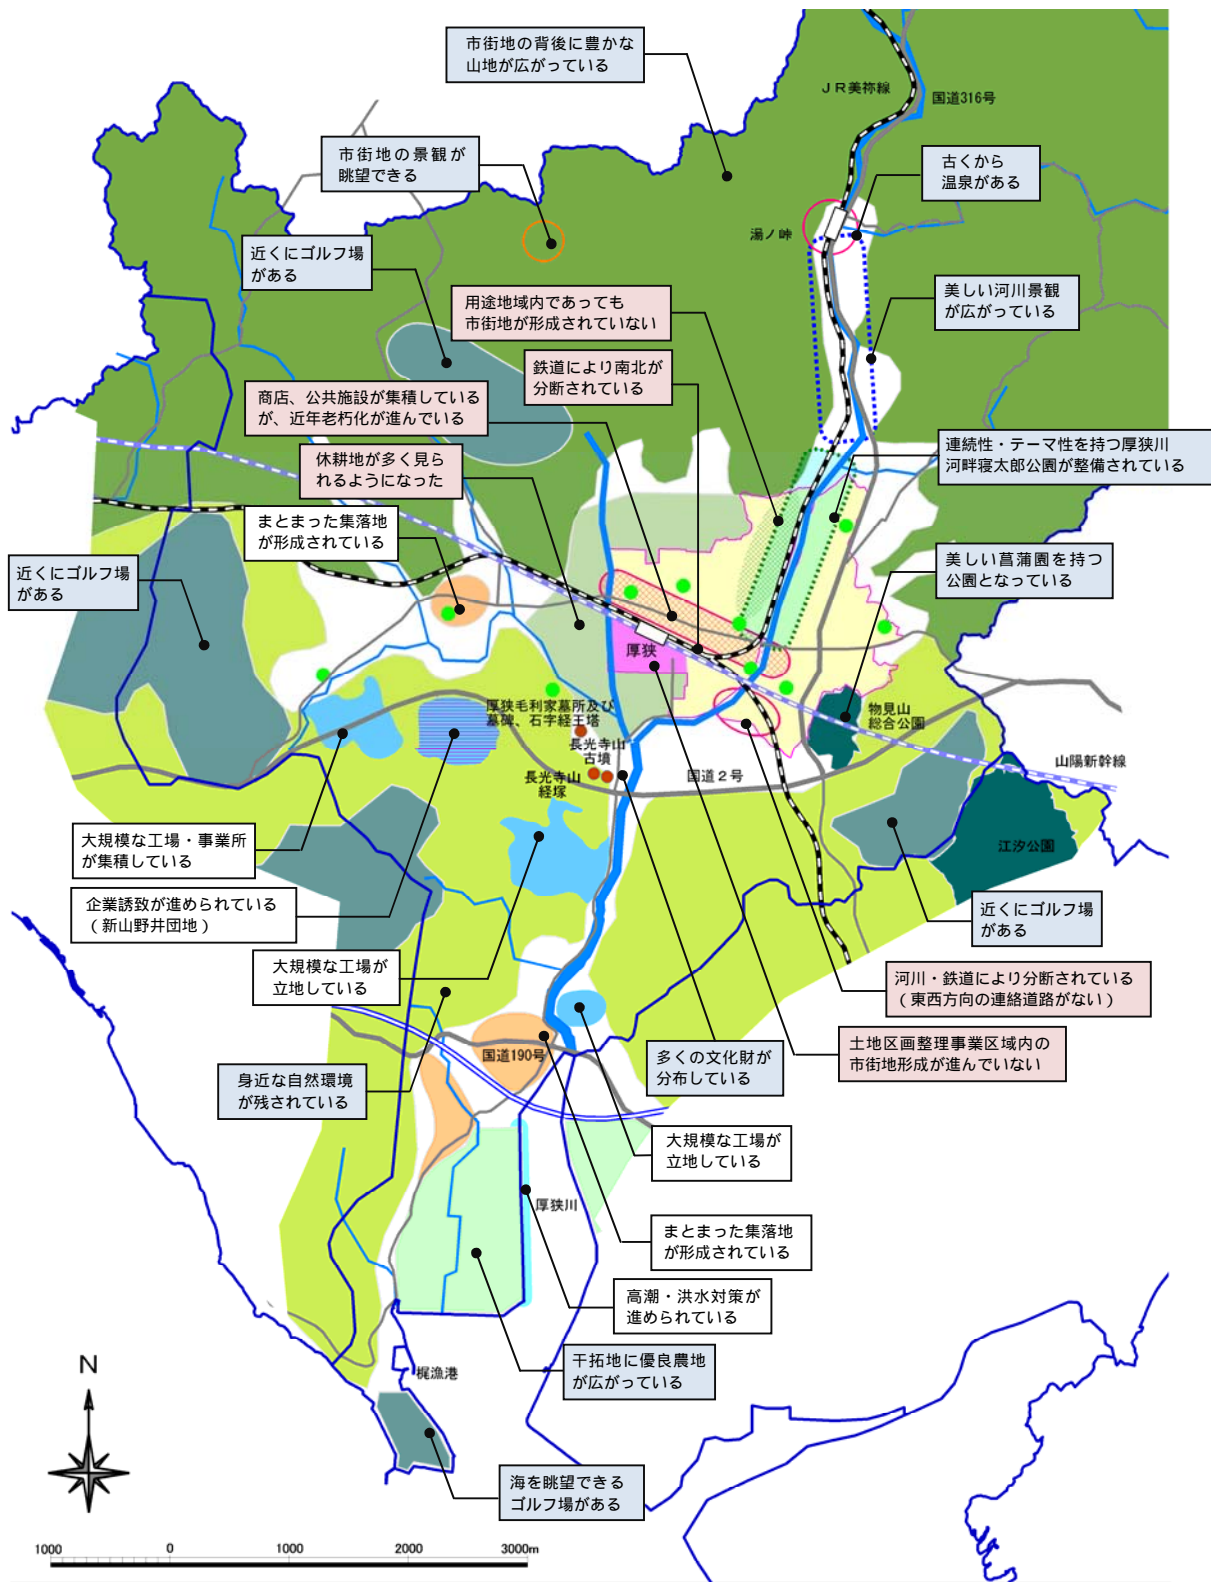 市街地の背後に豊かな
山地が広がっている
JR美祢線
国道316号
市街地の景観が
眺望できる
古くから
温泉がある
湯ノ峠
近くにゴルフ場
がある
用途地域内であっても
市街地が形成されていない
美しい河川景観
が広がっている
鉄道により南北が
分断されている
商店、公共施設が集積している
が、近年老朽化が進んでいる
連続性・テーマ性を持つ厚狭川
河畔寝太郎公園が整備されている
休耕地が多く見ら
れるようになった
まとまった集落地
が形成されている
近くにゴルフ場
がある
美しい菖蒲園を持つ
公園となっている
厚狭
厚狭毛利家墓所及び
墓碑、石字経王塔
物見山
総合公園
長光寺山
古墳
山陽新幹線
国道2号
長光寺山
経塚
大規模な工場・事業所
が集積している
江汐公園
企業誘致が進められている
(新山野井団地)
近くにゴルフ場
がある
大規模な工場が
立地している
河川・鉄道により分断されている
(東西方向の連絡道路がない)
国道190号
多くの文化財が
分布している
土地区画整理事業区域内の
市街地形成が進んでいない
身近な自然環境
が残されている
大規模な工場が
立地している
厚狭川
まとまった集落地
が形成されている
高潮・洪水対策が
進められている
干拓地に優良農地
が広がっている
梶漁港
N
海を眺望できる
ゴルフ場がある
1000 0 1000 2000 3000m